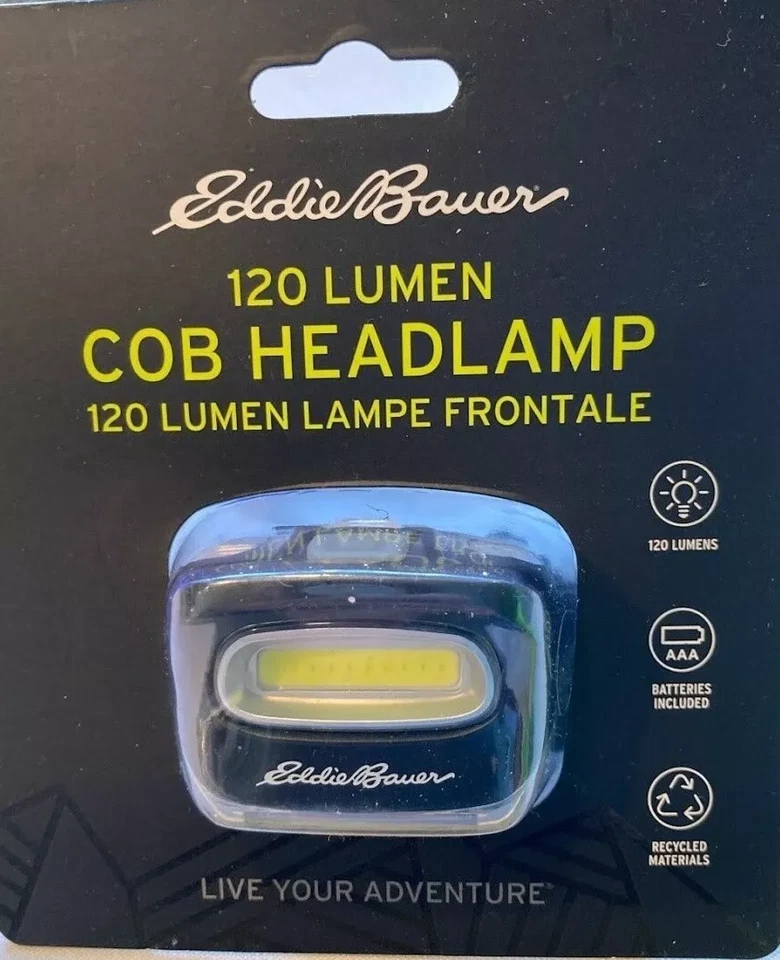 Eddie Bauer
120 LUMEN
COB HEADLAMP
120 LUMEN LAMPE FRONTALE
120 LUMENS
AAA
BATTERIES
INCLUDED
Eddie Bauer
RECYCLED
MATERIALS
LIVE YOUR ADVENTURE